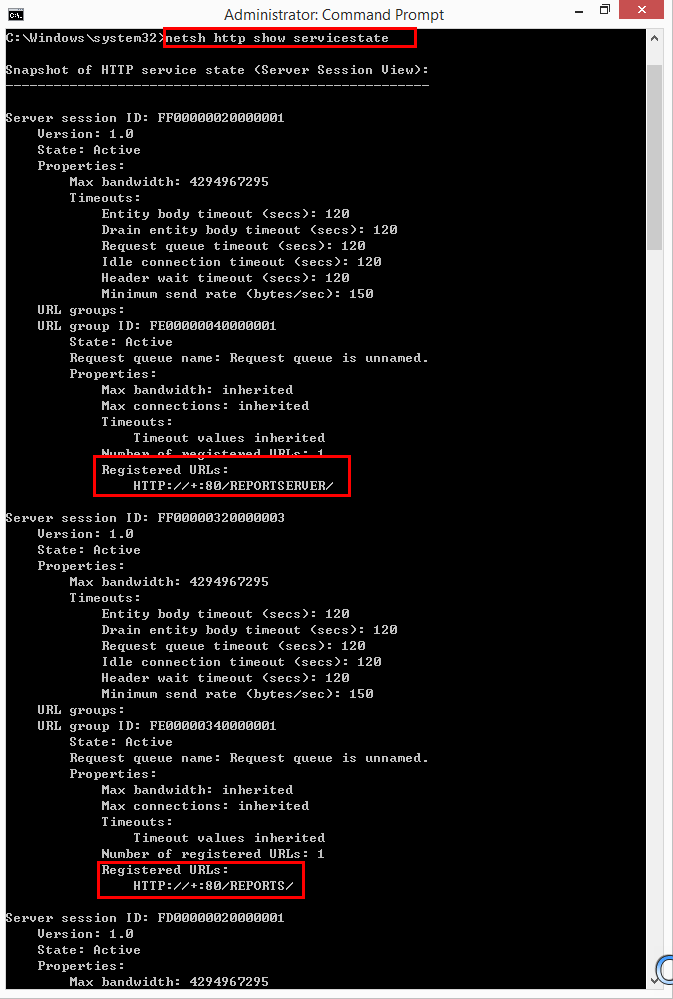 Administrator: Command Prompt
C:\Windows\system32>netsh http show servicestate
Snapshot of HTTP service state (Server Session View):
-----------------------------------------------------
Server session ID: FF00000020000001
Version: 1.0
State: Active
Properties:
Max bandwidth: 4294967295
Timeouts:
Entity body timeout (secs): 120
Drain entity body timeout (secs): 120
Request queue timeout (secs): 120
Idle connection timeout (secs): 120
Header wait timeout (secs): 120
Minimum send rate (bytes/sec): 150
URL groups:
URL group ID: FE00000040000001
State: Active
Request queue name: Request queue is unnamed.
Properties:
Max bandwidth: inherited
Max connections: inherited
Timeouts:
Timeout values inherited
Number of registered URLs: 1
Registered URLs:
HTTP://+:80/REPORTSERVER/
Server session ID: FF00000320000003
Version: 1.0
State: Active
Properties:
Max bandwidth: 4294967295
Timeouts:
Entity body timeout (secs): 120
Drain entity body timeout (secs): 120
Request queue timeout (secs): 120
Idle connection timeout (secs): 120
Header wait timeout (secs): 120
Minimum send rate (bytes/sec): 150
URL groups:
URL group ID: FE00000340000001
State: Active
Request queue name: Request queue is unnamed.
Properties:
Max bandwidth: inherited
Max connections: inherited
Timeouts:
Timeout values inherited
Number of registered URLs: 1
Registered URLs:
HTTP://+:80/REPORTS/
Server session ID: FD00000020000001
Version: 1.0
State: Active
Properties:
Max bandwidth: 4294967295